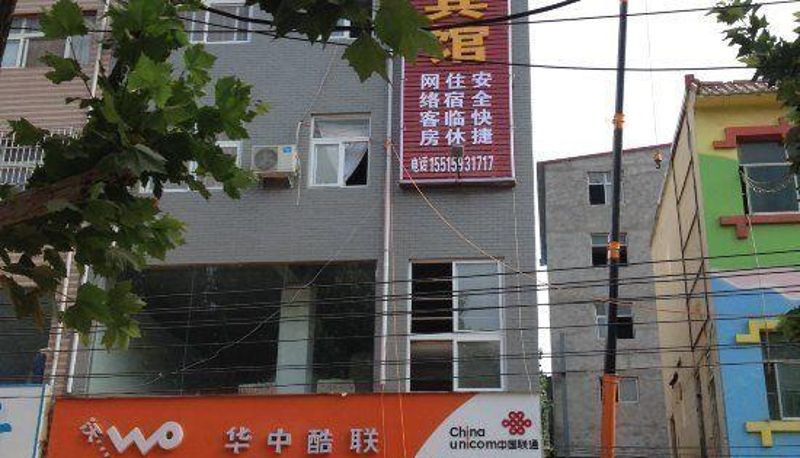 宾馆
安全快捷
住宿临休
网络客房
电话15515931717
沃 WO 华中酷联
China
unicom中国联通